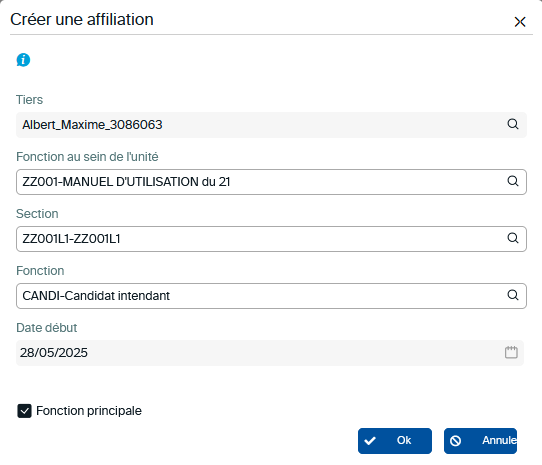 Créer une affiliation
Tiers
Albert_Maxime_3086063
Fonction au sein de l'unité
ZZ001-MANUEL D'UTILISATION du 21
Section
ZZ001L1-ZZ001L1
Fonction
CANDI-Candidat intendant
Date début
28/05/2025
Fonction principale
Ok
Annule